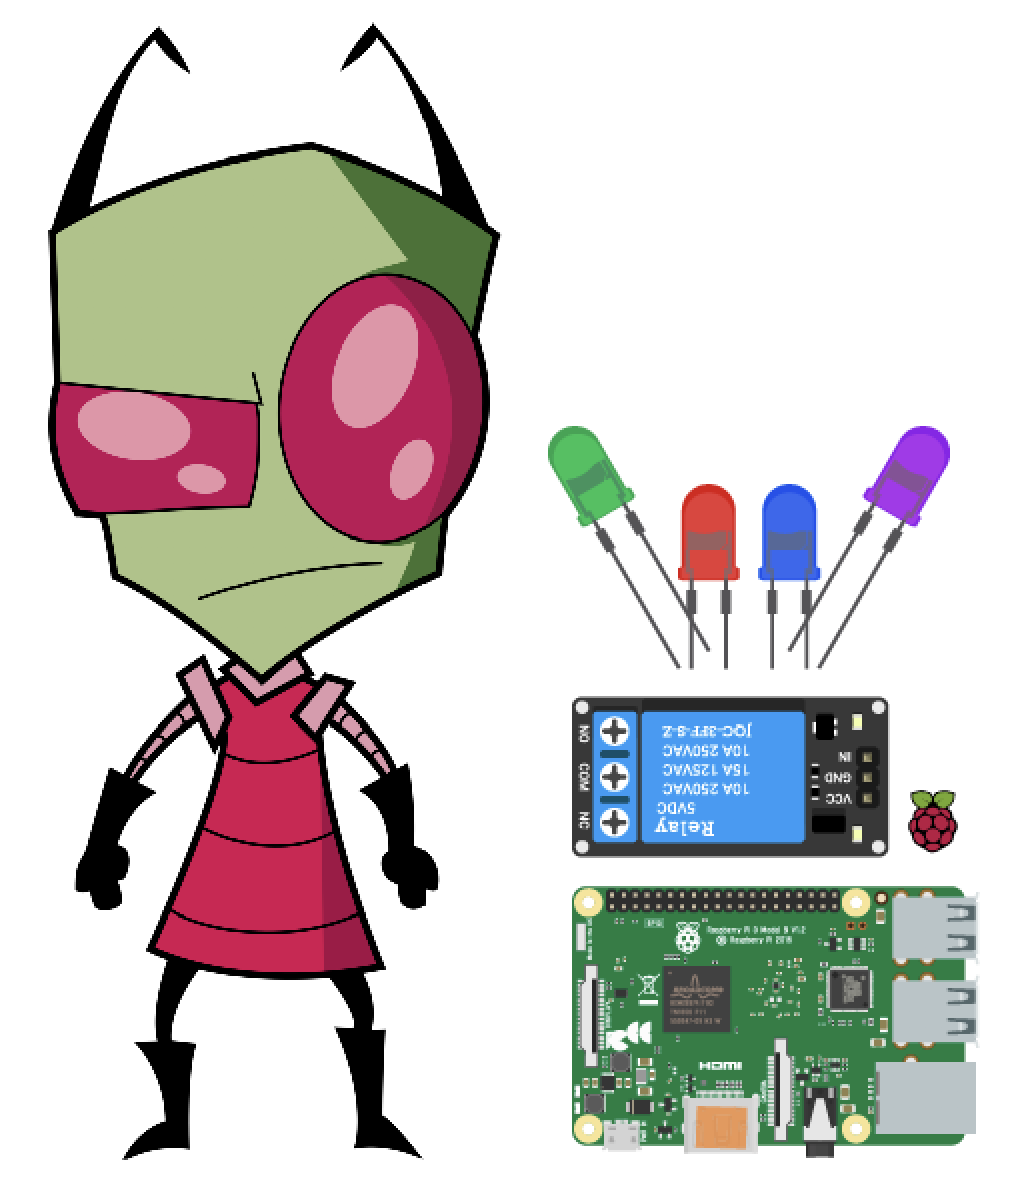 JQC-3FF-S-Z
10A 250VAC
15A 125VAC
10A 250VAC
5VDC
Relay
NO
COM
NC
IN
GND
VCC
Raspberry Pi 3 Model B V1.2
© Raspberry Pi 2015
HDMI